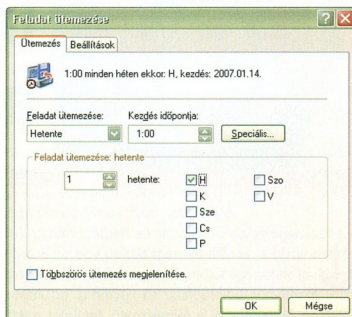 Feladat ütemezése
Ütemezés Beállítások
1:00 minden héten ekkor: H, kezdés: 2007.01.14.
Feladat ütemezése: Kezdés időpontja:
Hetente 1:00 Speciális...
Feladat ütemezése: hetente
1 hetente: H Szo
K V
Sze
Cs
P
Többszörös ütemezés megjelenítése.
OK Mégse